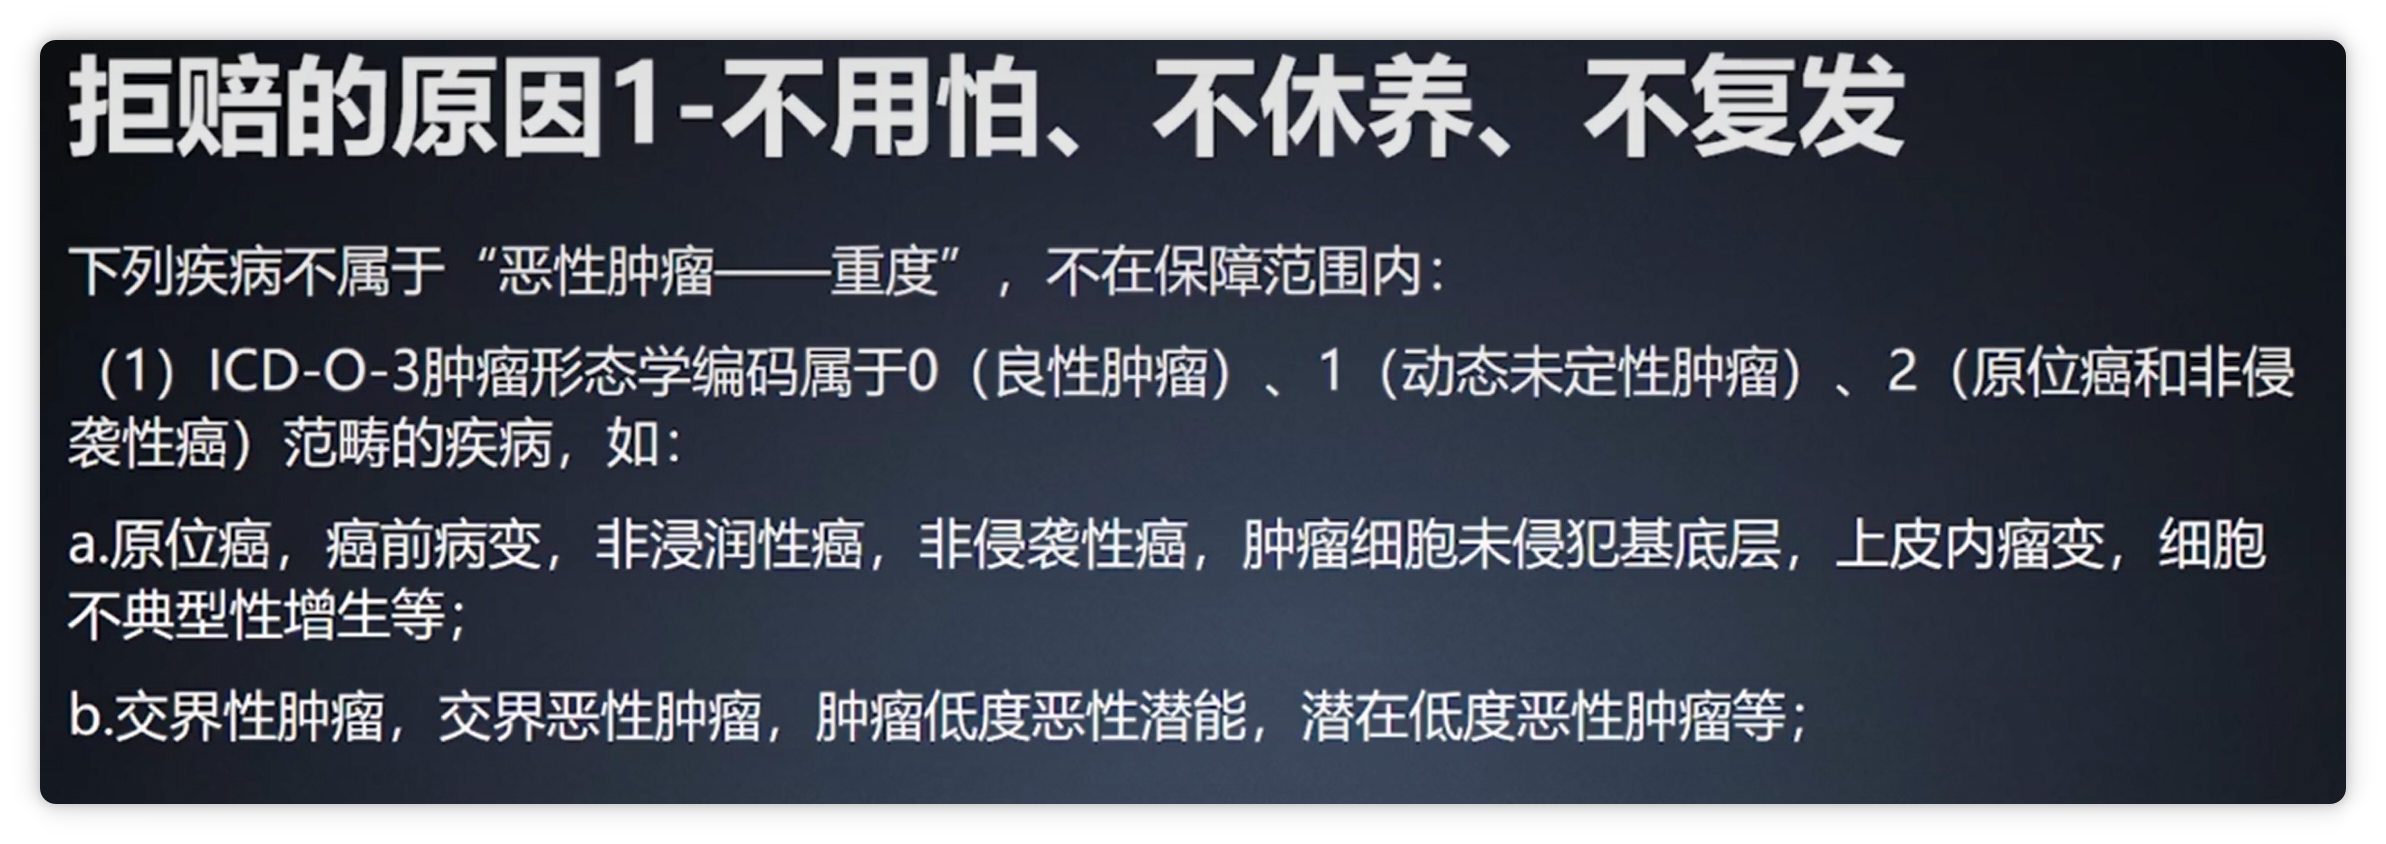 拒赔的原因1-不用怕、不休养、不复发
下列疾病不属于“恶性肿瘤——重度”，不在保障范围内：
（1）ICD-O-3肿瘤形态学编码属于0（良性肿瘤）、1（动态未定性肿瘤）、2（原位癌和非侵
袭性癌）范畴的疾病，如：
a.原位癌，癌前病变，非浸润性癌，非侵袭性癌，肿瘤细胞未侵犯基底层，上皮内瘤变，细胞
不典型性增生等；
b.交界性肿瘤，交界恶性肿瘤，肿瘤低度恶性潜能，潜在低度恶性肿瘤等；